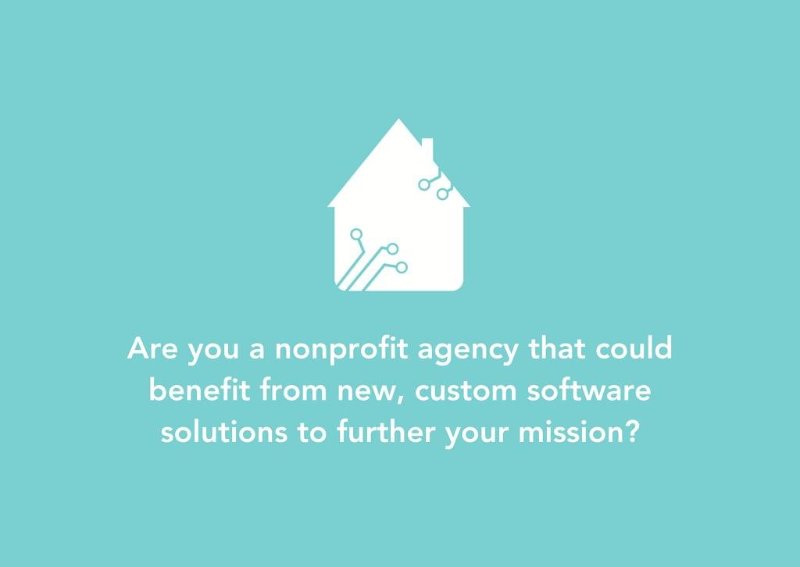 Are you a nonprofit agency that could
benefit from new, custom software
solutions to further your mission?